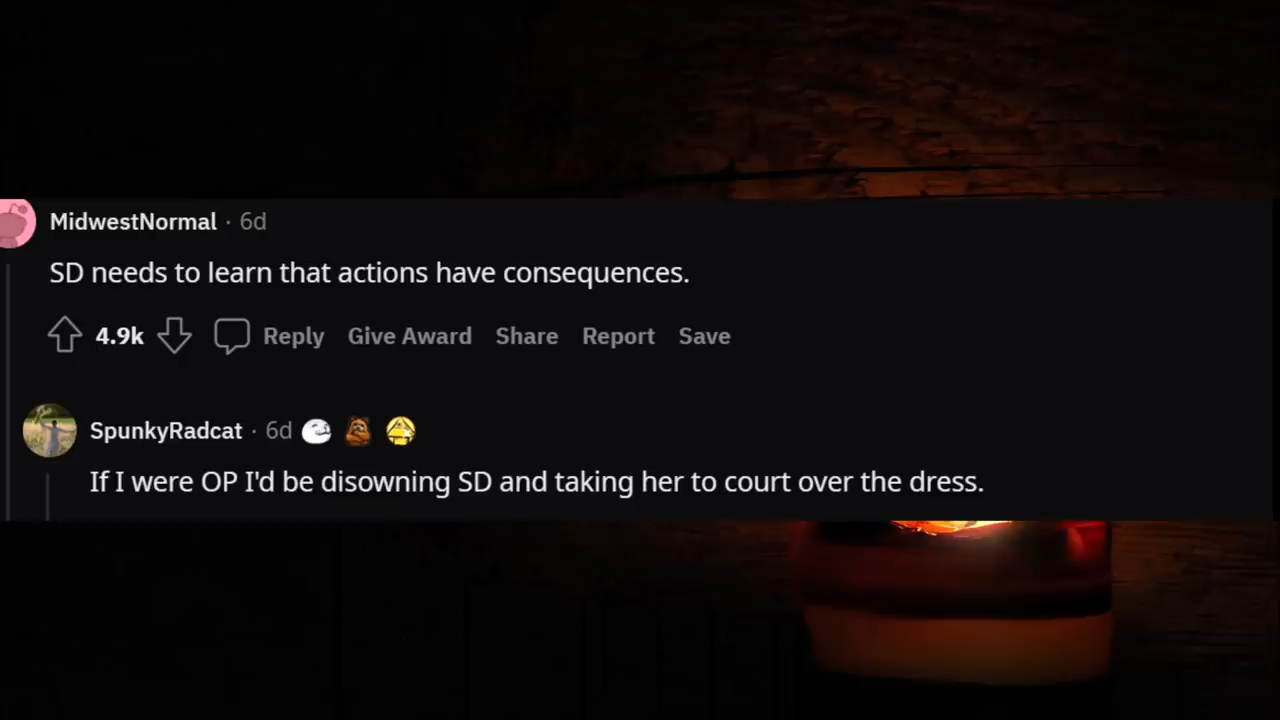 MidwestNormal · 6d
SD needs to learn that actions have consequences.
4.9k Reply Give Award Share Report Save
SpunkyRadcat · 6d
If I were OP I'd be disowning SD and taking her to court over the dress.